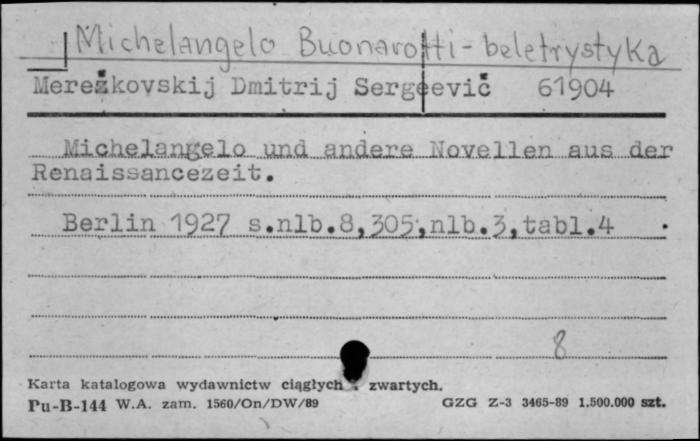 Michelangelo Buonarotti - beletrystyka
Merežkovskij Dmitrij Sergeevič 61904
Michelangelo und andere Novellen aus der
Renaissancezeit.
Berlin 1927 s.nlb.8,305,nlb.3,tabl.4
8
Karta katalogowa wydawnictw ciągłych i zwartych.
Pu-B-144 W.A. zam. 1560/On/DW/89 GZG Z-3 3465-89 1.500.000 szt.